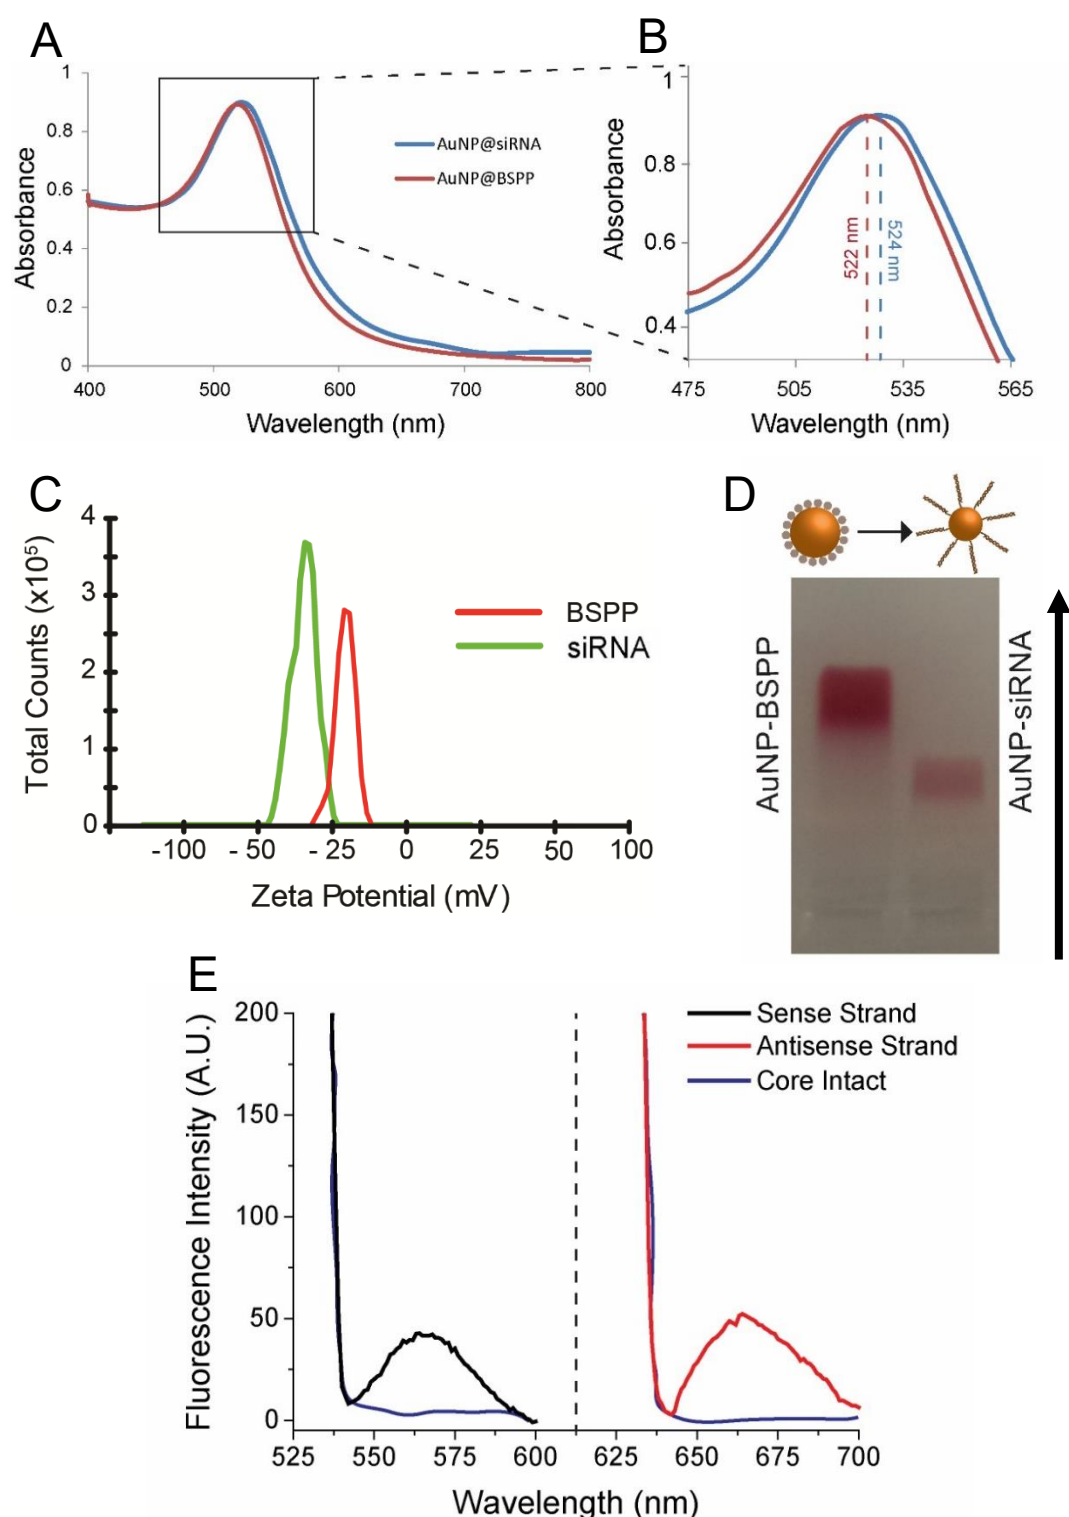 A
1
0.8
0.6
0.4
0.2
0
400
500
600
700
800
Absorbance
Wavelength (nm)
AuNP@siRNA
AuNP@BSPP
B
1
0.8
0.6
0.4
475
505
535
565
Absorbance
Wavelength (nm)
522 nm
524 nm
C
4
3
2
1
0
-100
- 50
- 25
0
25
50
100
Total Counts (x10⁵)
Zeta Potential (mV)
BSPP
siRNA
D
AuNP-BSPP
AuNP-siRNA
E
200
150
100
50
0
525
550
575
600
625
650
675
700
Fluorescence Intensity (A.U.)
Wavelength (nm)
Sense Strand
Antisense Strand
Core Intact